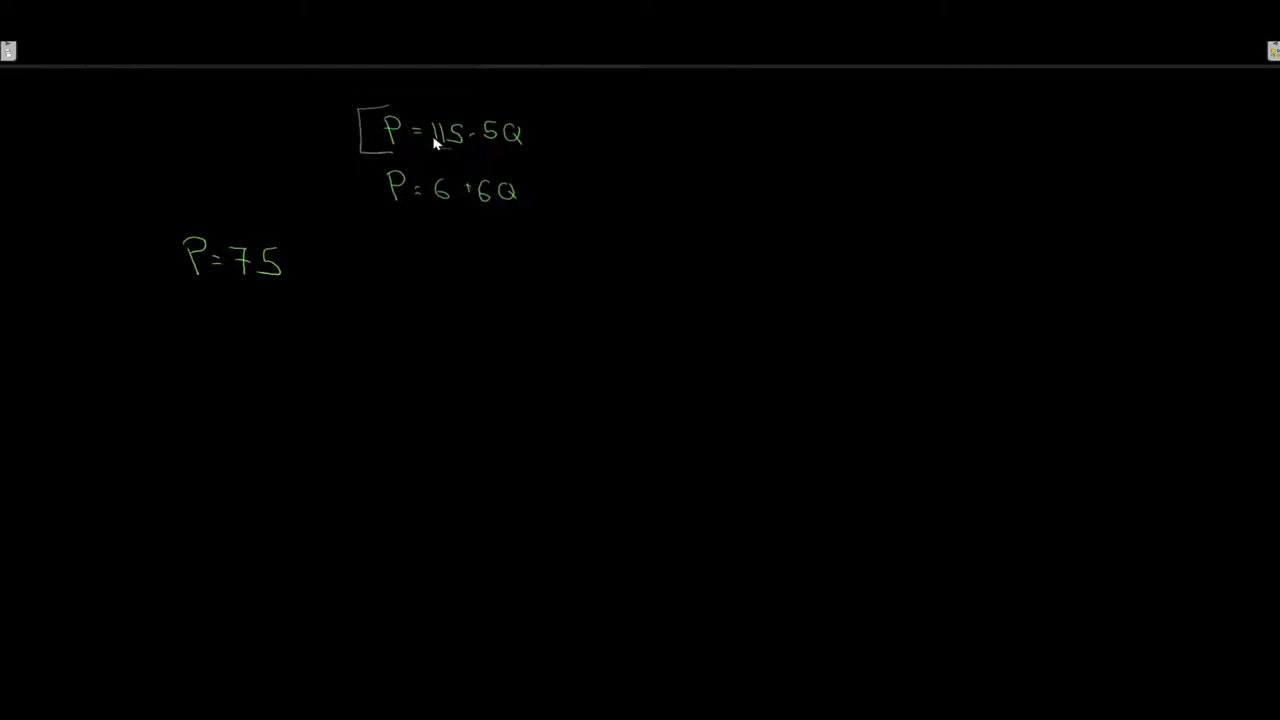 P = 115 - 5Q
P = 6 + 6Q
P = 75